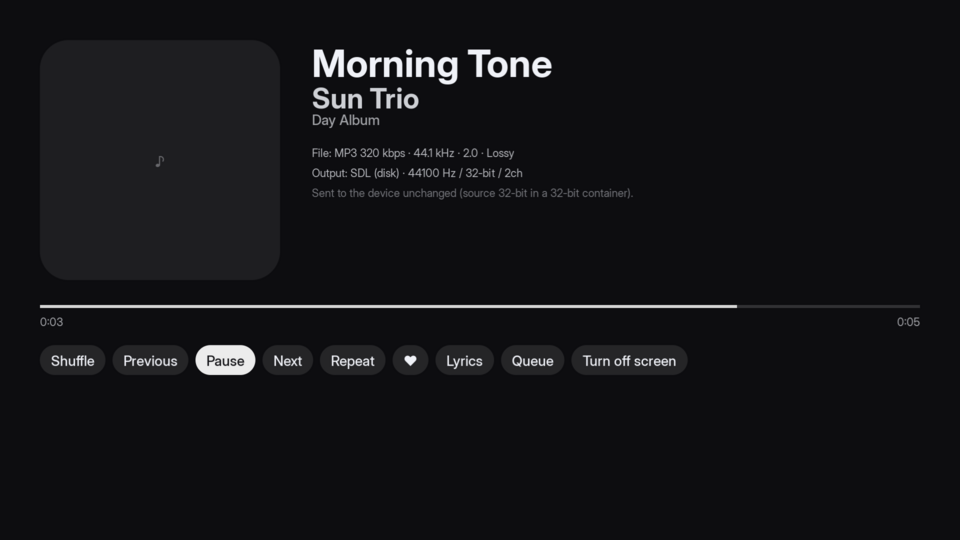 Morning Tone
Sun Trio
Day Album
File: MP3 320 kbps · 44.1 kHz · 2.0 · Lossy
Output: SDL (disk) · 44100 Hz / 32-bit / 2ch
Sent to the device unchanged (source 32-bit in a 32-bit container).
0:03 0:05
Shuffle Previous Pause Next Repeat ♥ Lyrics Queue Turn off screen